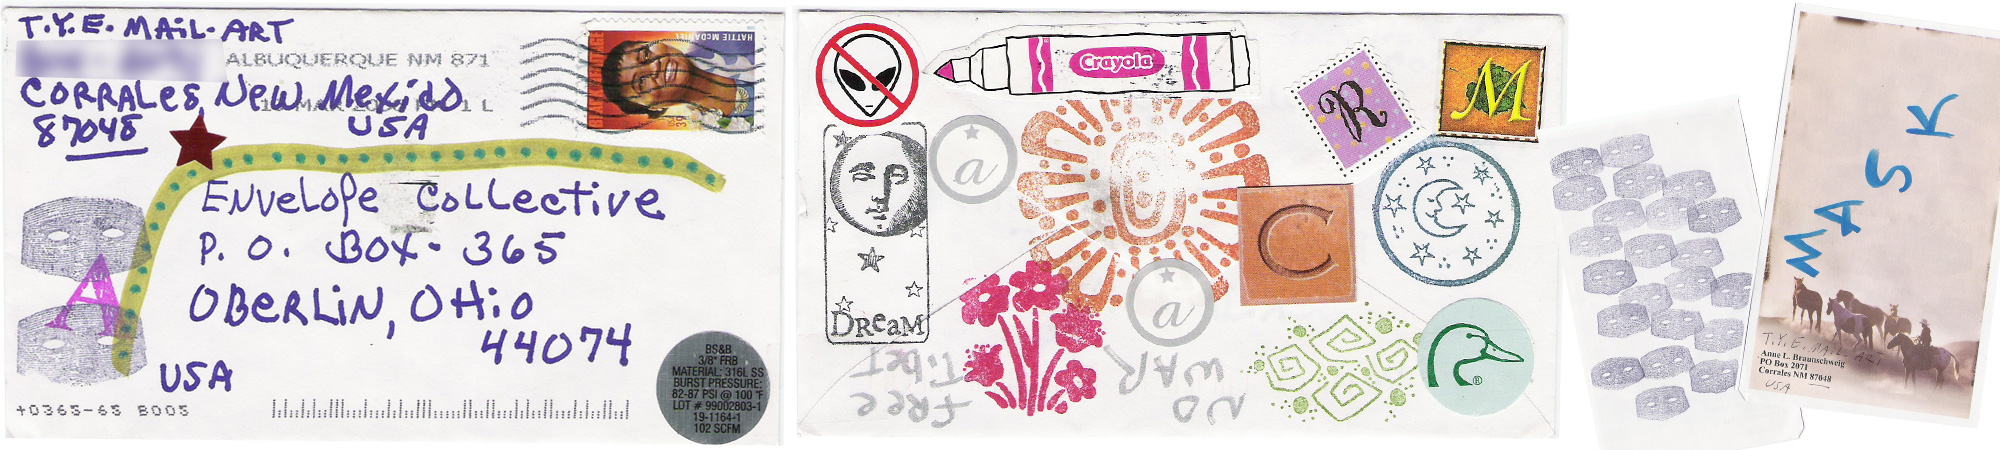 T.Y.E. MAiL-ART
ALBUQUERQUE NM 871
CORRALES, New Mexico
MAR
1 L
87048
USA
HATTIE MCDANIEL
39
Envelope Collective
P. O. BOX - 365
OBERLIN, OHiO
44074
USA
A
BS&B
3/8" FRB
MATERIAL: 316L SS
BURST PRESSURE:
82-87 PSI @ 100 °F
LOT # 99002803-1
19-1164-1
102 SCFM
+0365-65 B005
Crayola
R
M
a
C
a
DReaM
FREE
TIBET
NO
WAR
®
MASK
T.Y.E. MAIL ART
Anne L. Braunschweig
PO Box 2071
Corrales NM 87048
USA